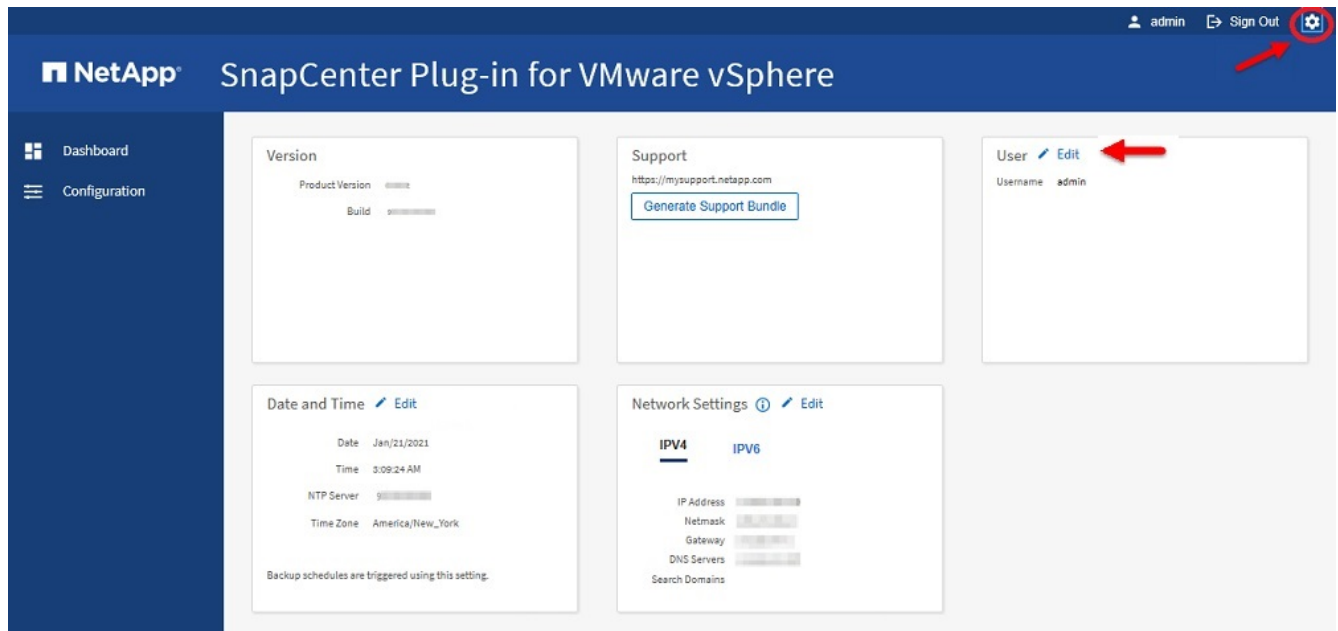 admin Sign Out
NetApp® SnapCenter Plug-in for VMware vSphere
Dashboard
Configuration
Version
Product Version
Build
Support
https://mysupport.netapp.com
Generate Support Bundle
User Edit
Username admin
Date and Time Edit
Date Jan/21/2021
Time 3:09:24 AM
NTP Server
Time Zone America/New_York
Backup schedules are triggered using this setting.
Network Settings Edit
IPV4 IPV6
IP Address
Netmask
Gateway
DNS Servers
Search Domains